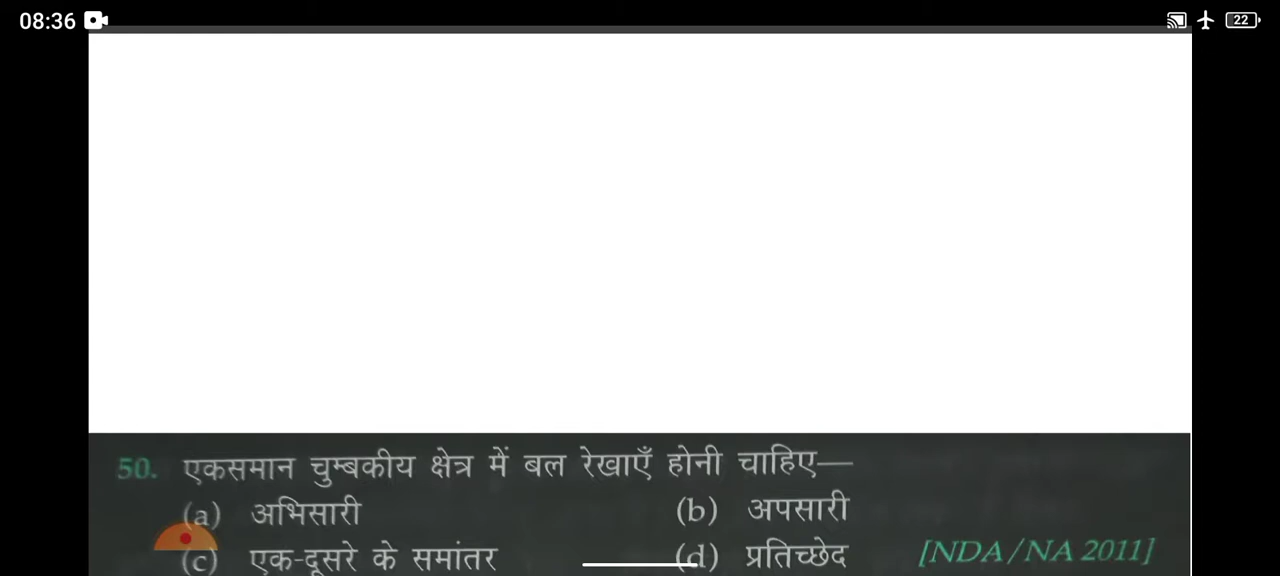 08:36
22
50. एकसमान चुम्बकीय क्षेत्र में बल रेखाएँ होनी चाहिए—
(a) अभिसारी (b) अपसारी
(c) एक-दूसरे के समांतर (d) प्रतिच्छेद [NDA/NA 2011]